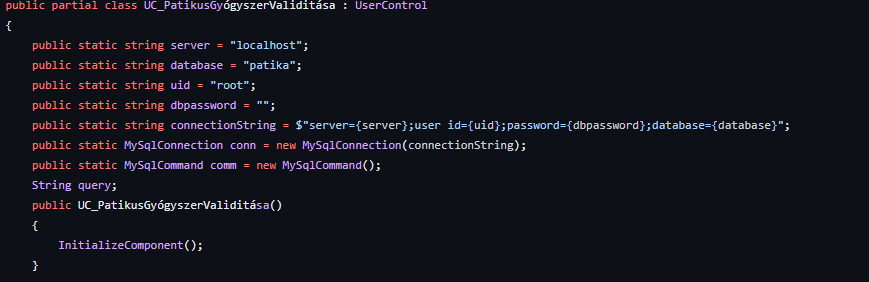 public partial class UC_PatikusGyógyszerValiditása : UserControl
{
public static string server = "localhost";
public static string database = "patika";
public static string uid = "root";
public static string dbpassword = "";
public static string connectionString = $"server={server};user id={uid};password={dbpassword};database={database}";
public static MySqlConnection conn = new MySqlConnection(connectionString);
public static MySqlCommand comm = new MySqlCommand();
String query;
public UC_PatikusGyógyszerValiditása()
{
InitializeComponent();
}